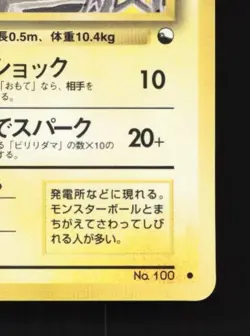 長0.5m、体重10.4kg
ショック 10
「おもて」なら、相手を
る。
でスパーク 20+
る「ビリリダマ」の数×10の
する。
発電所などに現れる。
モンスターボールとま
ちがえてさわってしび
れる人が多い。
No. 100 ●